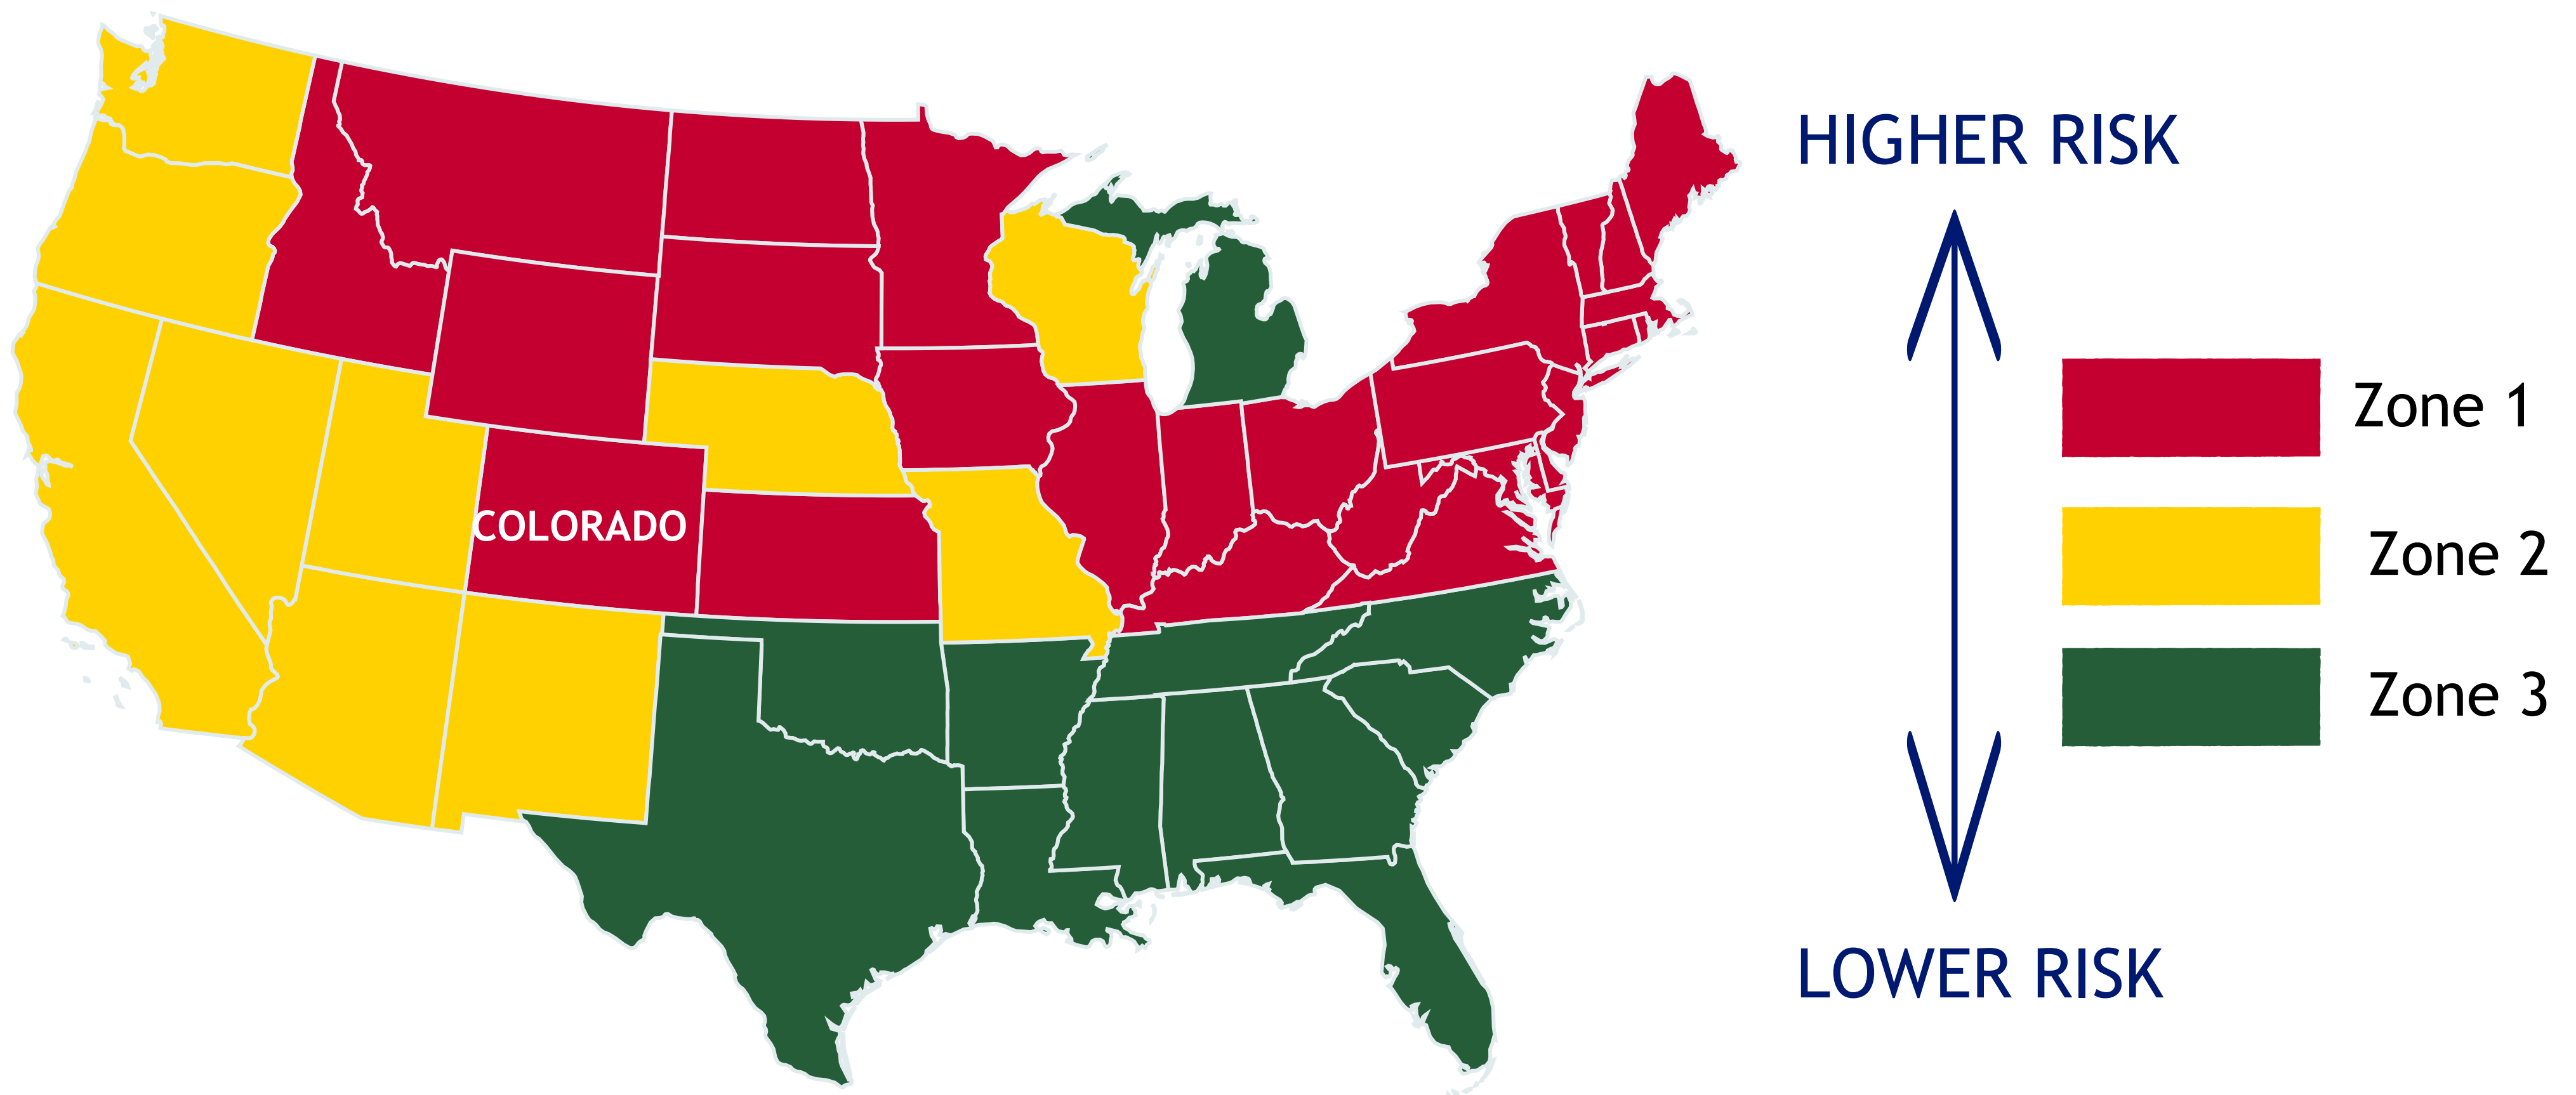 HIGHER RISK
Zone 1
COLORADO
Zone 2
Zone 3
LOWER RISK